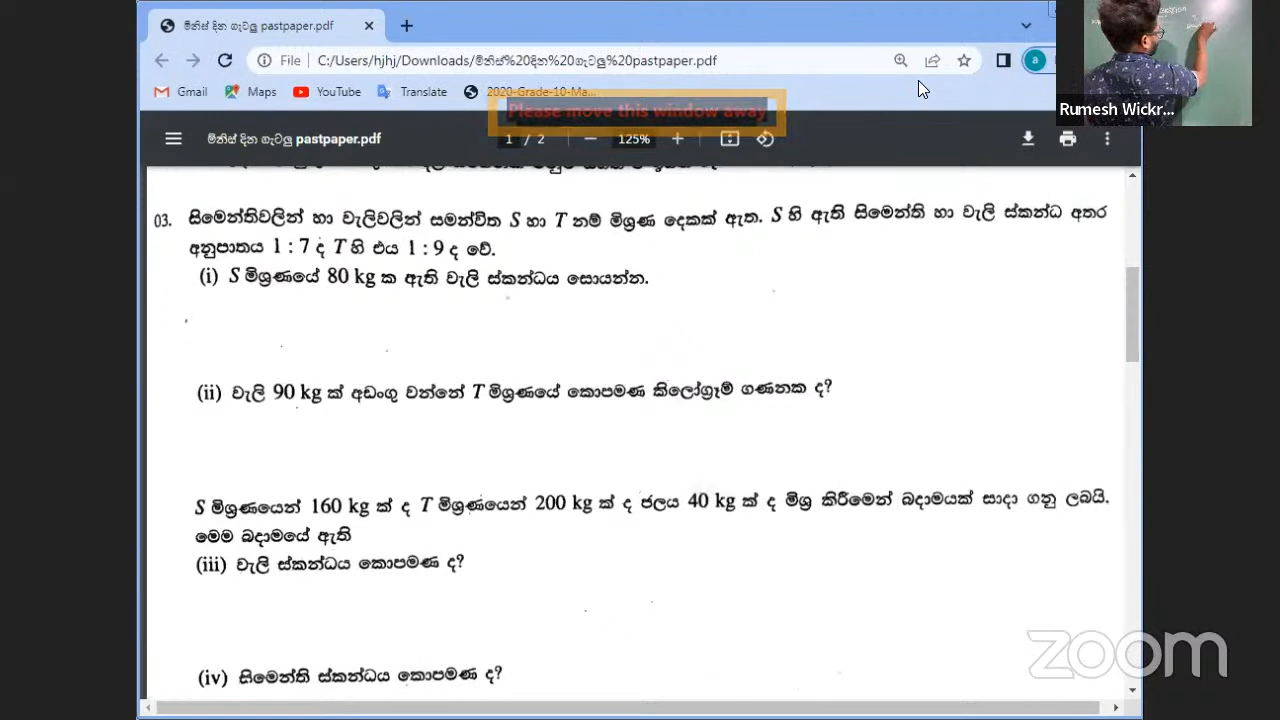 මිනිස් දින ගැටලු pastpaper.pdf
File
C:/Users/hjhj/Downloads/මිනිස්%20දින%20ගැටලු%20pastpaper.pdf
a
Rumesh Wickr...
Gmail
Maps
YouTube
Translate
2020-Grade-10-Ma...
Please move this window away
මිනිස් දින ගැටලු pastpaper.pdf
1 / 2
125%
03. සිමෙන්තිවලින් හා වැලිවලින් සමන්විත S හා T නම් මිශ්‍රණ දෙකක් ඇත. S හි ඇති සිමෙන්ති හා වැලි ස්කන්ධ අතර
අනුපාතය 1 : 7 ද T හි එය 1 : 9 ද වේ.
(i) S මිශ්‍රණයේ 80 kg ක ඇති වැලි ස්කන්ධය සොයන්න.
(ii) වැලි 90 kg ක් අඩංගු වන්නේ T මිශ්‍රණයේ කොපමණ කිලෝග්‍රෑම් ගණනක ද?
S මිශ්‍රණයෙන් 160 kg ක් ද T මිශ්‍රණයෙන් 200 kg ක් ද ජලය 40 kg ක් ද මිශ්‍ර කිරීමෙන් බදාමයක් සාදා ගනු ලබයි.
මෙම බදාමයේ ඇති
(iii) වැලි ස්කන්ධය කොපමණ ද?
(iv) සිමෙන්ති ස්කන්ධය කොපමණ ද?
zoom